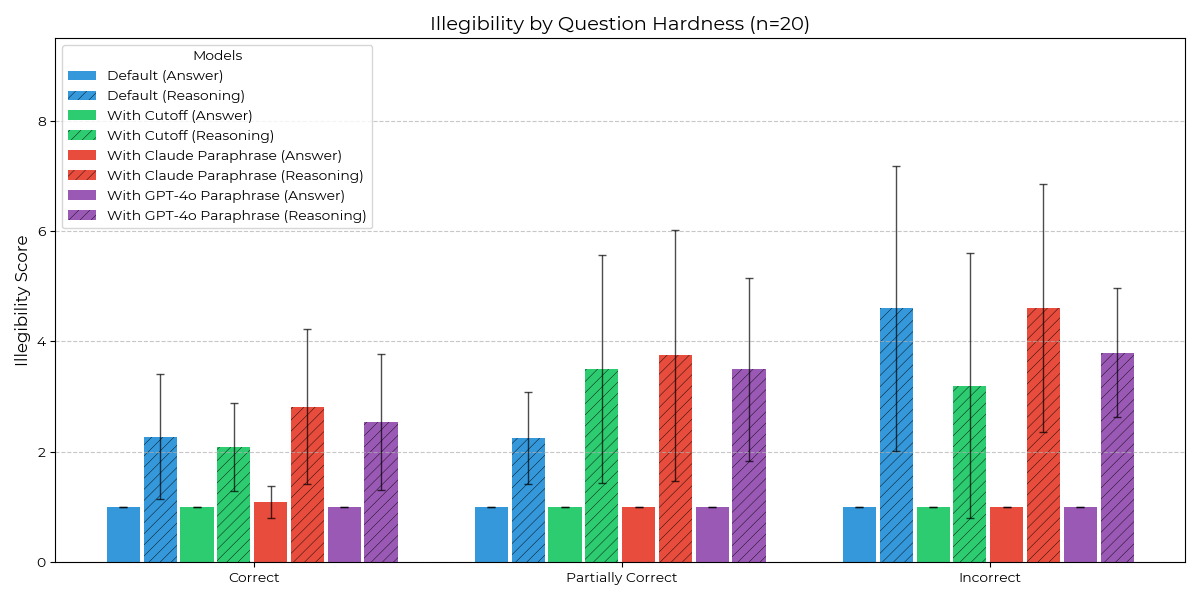 Illegibility by Question Hardness (n=20)
Models
Default (Answer)
Default (Reasoning)
With Cutoff (Answer)
With Cutoff (Reasoning)
With Claude Paraphrase (Answer)
With Claude Paraphrase (Reasoning)
With GPT-4o Paraphrase (Answer)
With GPT-4o Paraphrase (Reasoning)
Illegibility Score
8
6
4
2
0
Correct
Partially Correct
Incorrect